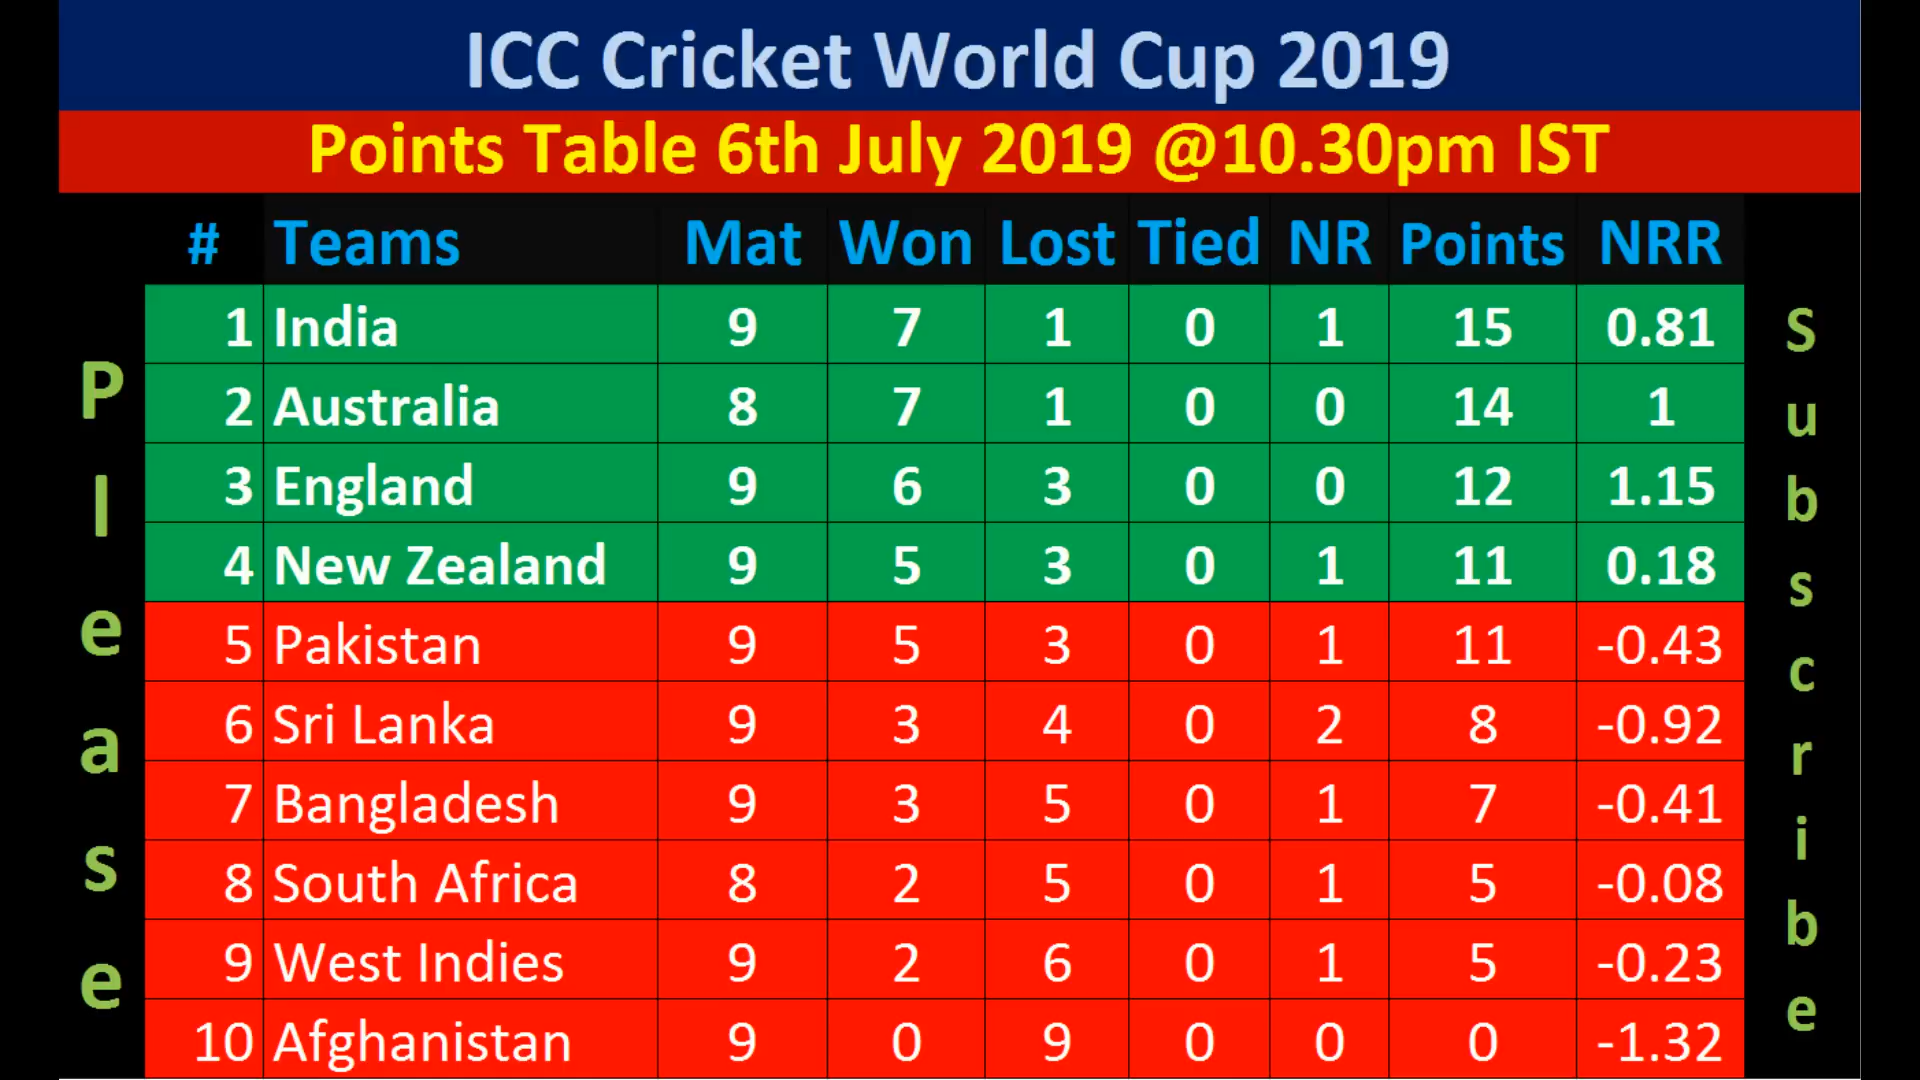 ICC Cricket World Cup 2019
Points Table 6th July 2019 @10.30pm IST
# Teams Mat Won Lost Tied NR Points NRR
1 India 9 7 1 0 1 15 0.81
2 Australia 8 7 1 0 0 14 1
3 England 9 6 3 0 0 12 1.15
4 New Zealand 9 5 3 0 1 11 0.18
5 Pakistan 9 5 3 0 1 11 -0.43
6 Sri Lanka 9 3 4 0 2 8 -0.92
7 Bangladesh 9 3 5 0 1 7 -0.41
8 South Africa 8 2 5 0 1 5 -0.08
9 West Indies 9 2 6 0 1 5 -0.23
10 Afghanistan 9 0 9 0 0 0 -1.32
Please
Subscribe